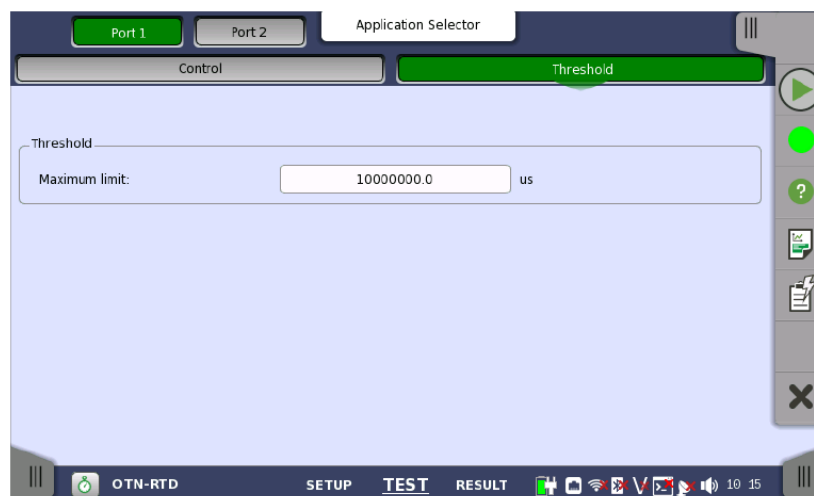 Port 1 Port 2 Application Selector
Control Threshold
Threshold
Maximum limit: 10000000.0 us
?
OTN-RTD SETUP TEST RESULT 10 15